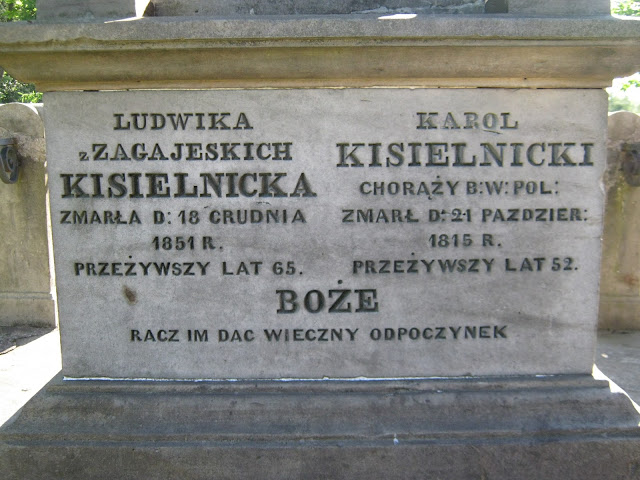 LUDWIKA
z ZAGAJESKICH
KISIELNICKA
ZMARŁA D: 18 GRUDNIA
1851 R.
PRZEŻYWSZY LAT 65.
KAROL
KISIELNICKI
CHORĄŻY B: W: POL:
ZMARŁ D: 21 PAZDZIER:
1815 R.
PRZEŻYWSZY LAT 52.
BOŻE
RACZ IM DAC WIECZNY ODPOCZYNEK